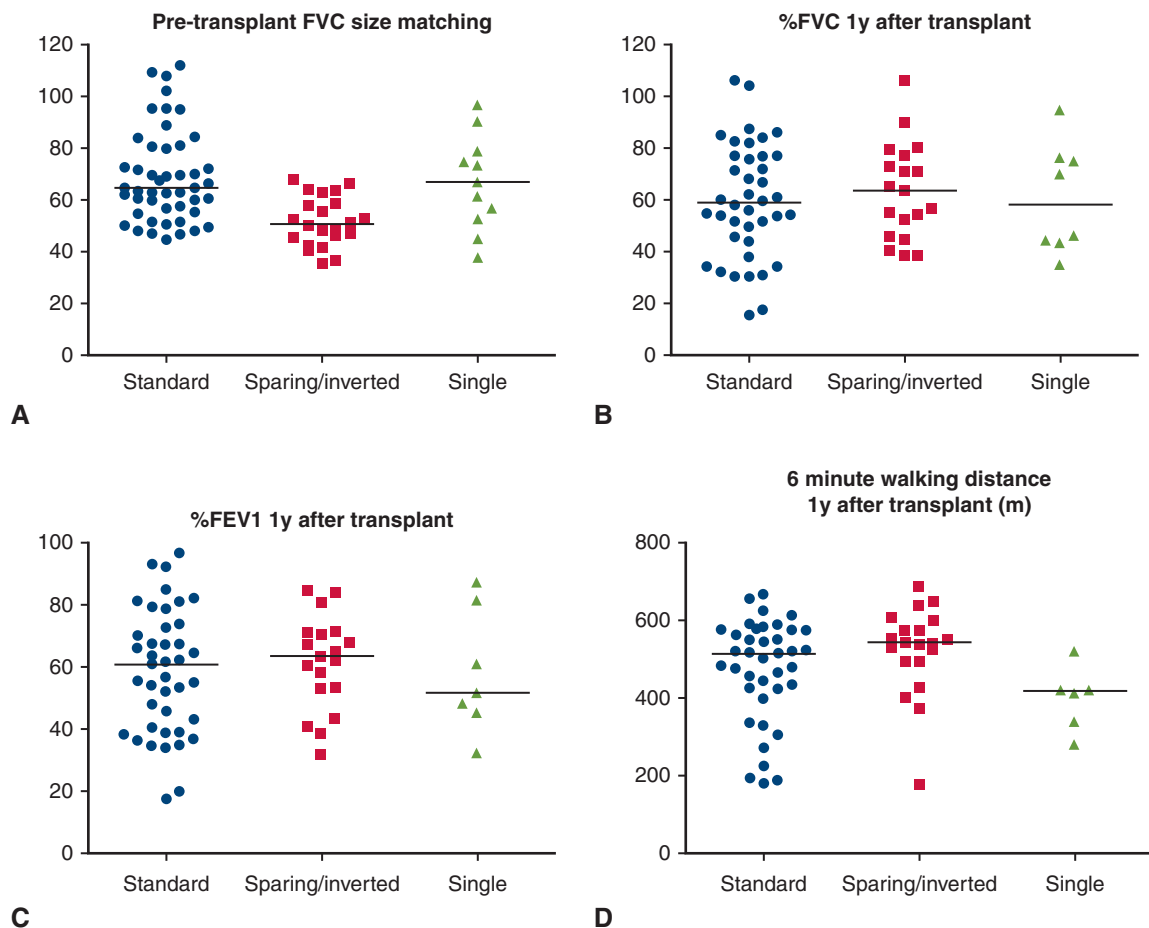 Pre-transplant FVC size matching
120
100
80
60
40
20
0
Standard
Sparing/inverted
Single
A
%FVC 1y after transplant
120
100
80
60
40
20
0
Standard
Sparing/inverted
Single
B
%FEV1 1y after transplant
100
80
60
40
20
0
Standard
Sparing/inverted
Single
C
6 minute walking distance
1y after transplant (m)
800
600
400
200
0
Standard
Sparing/inverted
Single
D